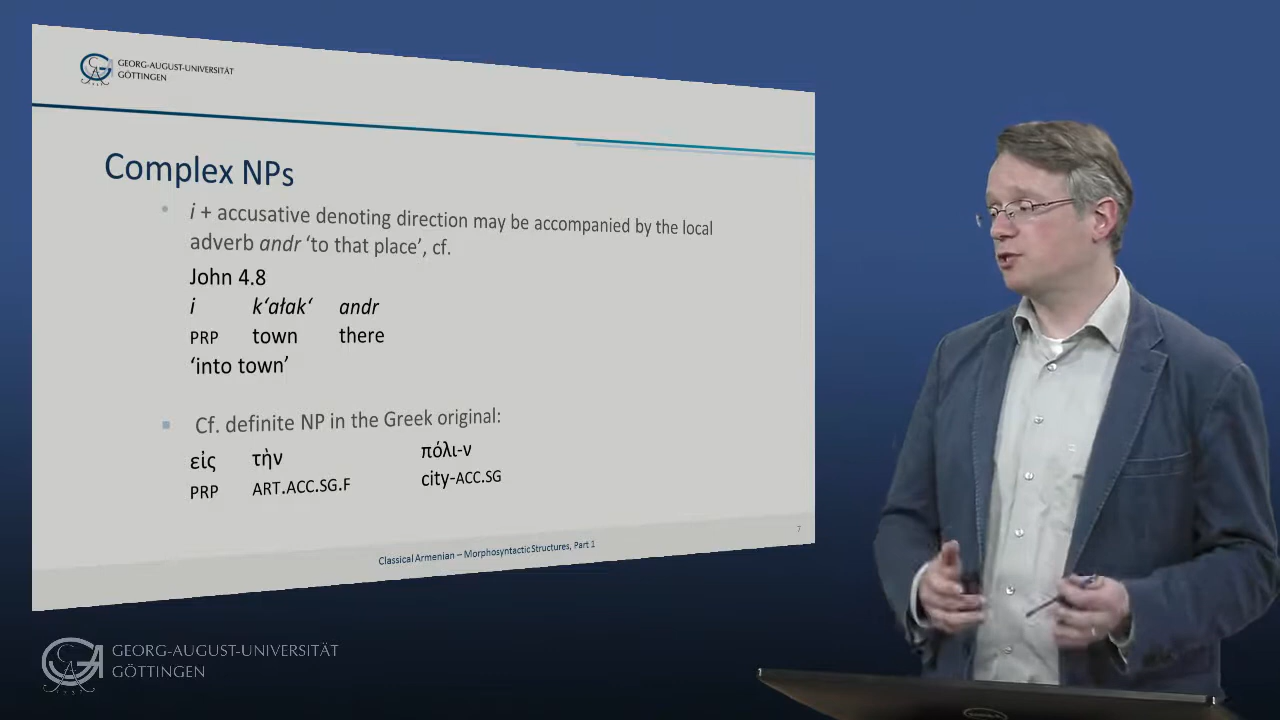 GEORG-AUGUST-UNIVERSITÄT
GÖTTINGEN
Complex NPs
i + accusative denoting direction may be accompanied by the local
adverb andr ‘to that place’, cf.
John 4.8
i k‘ałak‘ andr
PRP town there
‘into town’
Cf. definite NP in the Greek original:
εἰς τὴν πόλι-ν
PRP ART.ACC.SG.F city-ACC.SG
7
Classical Armenian – Morphosyntactic Structures, Part 1
GEORG-AUGUST-UNIVERSITÄT
GÖTTINGEN